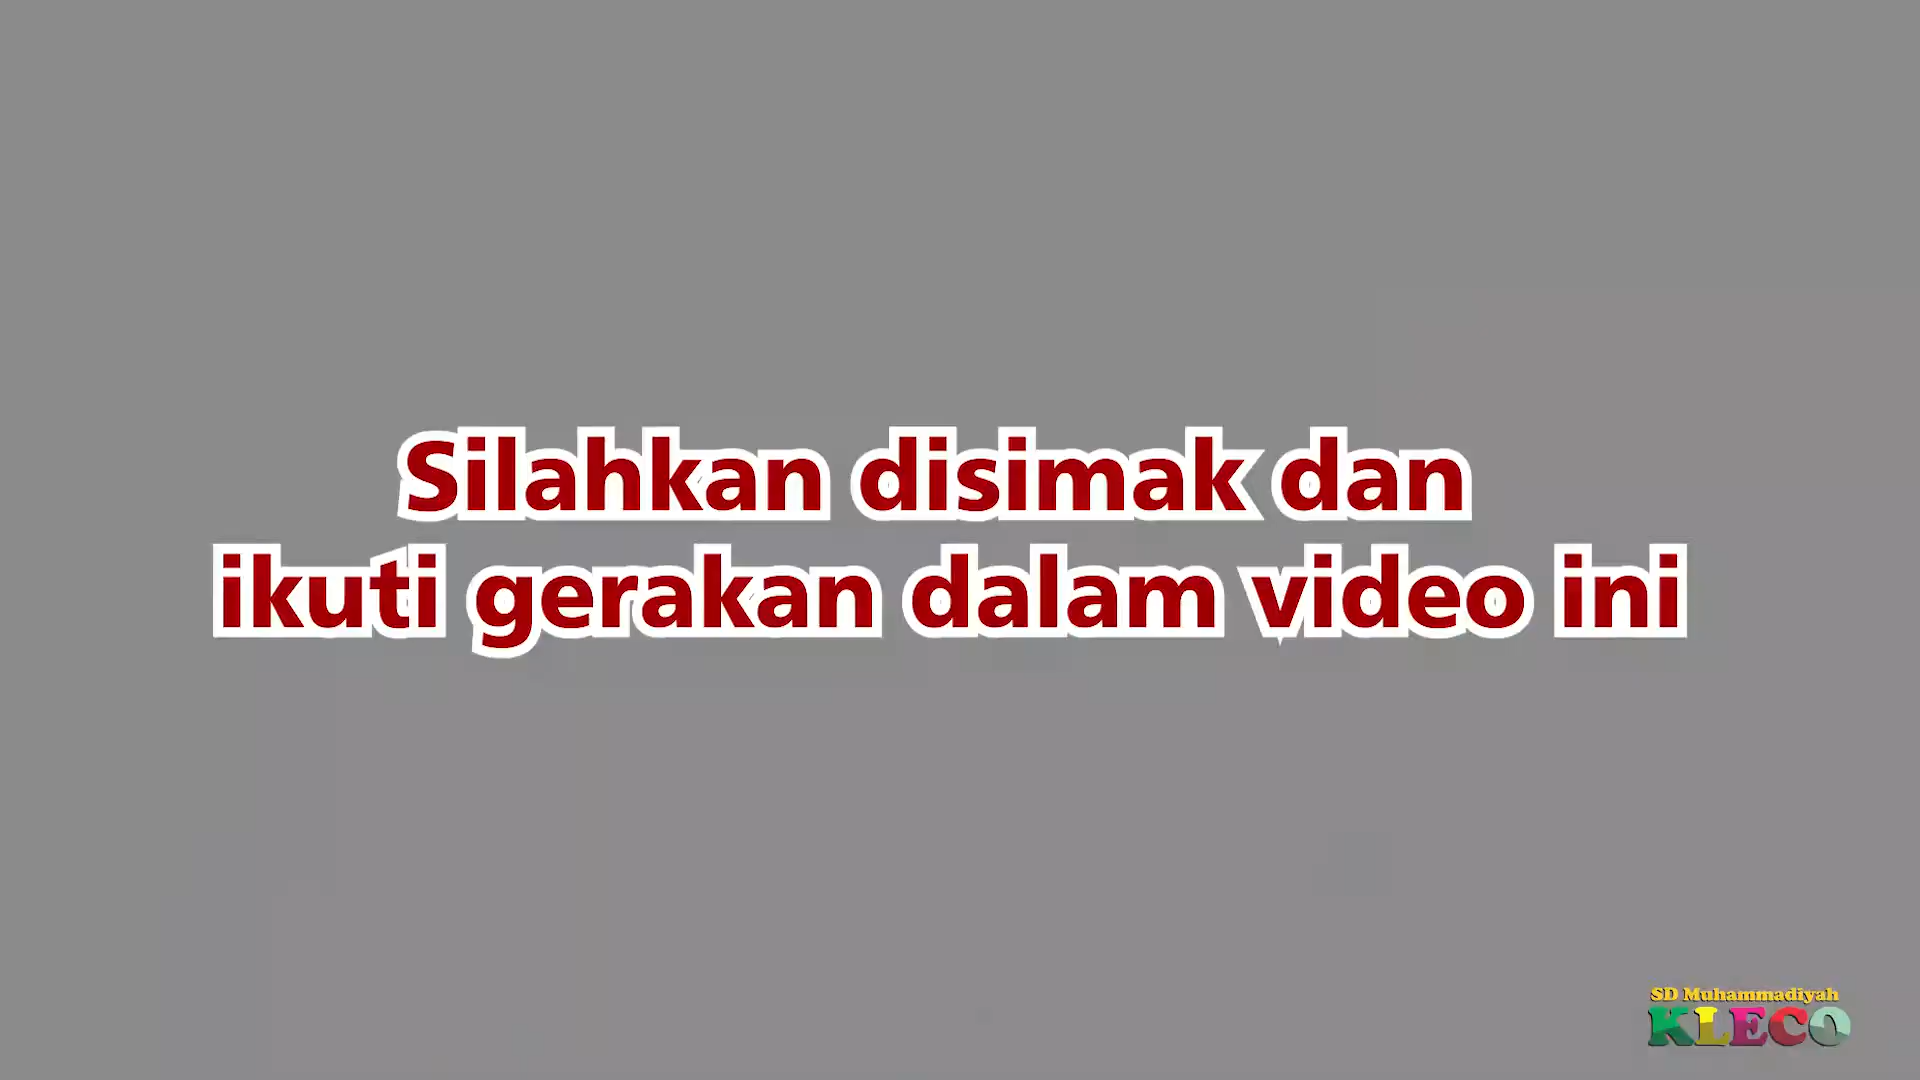 Silahkan disimak dan
ikuti gerakan dalam video ini
SD Muhammadiyah
KLECO